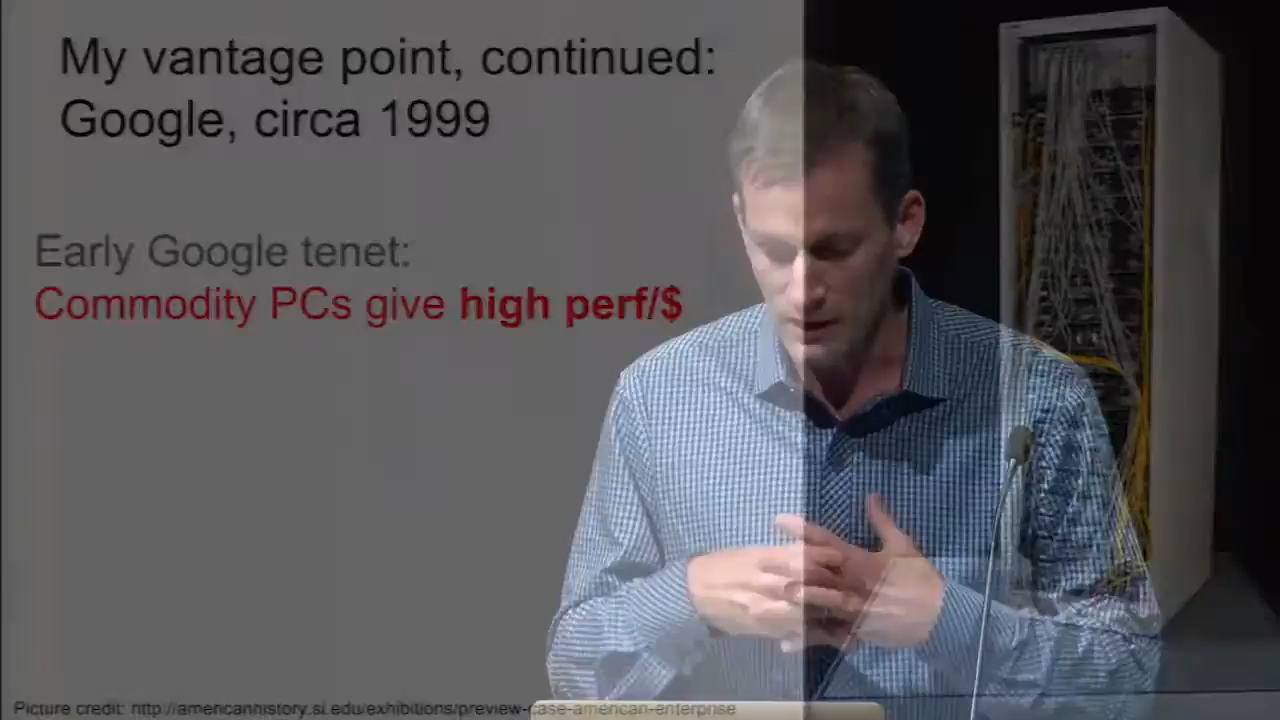 My vantage point, continued:
Google, circa 1999
Early Google tenet:
Commodity PCs give high perf/$
Picture credit: http://americanhistory.si.edu/exhibitions/preview-case-american-enterprise